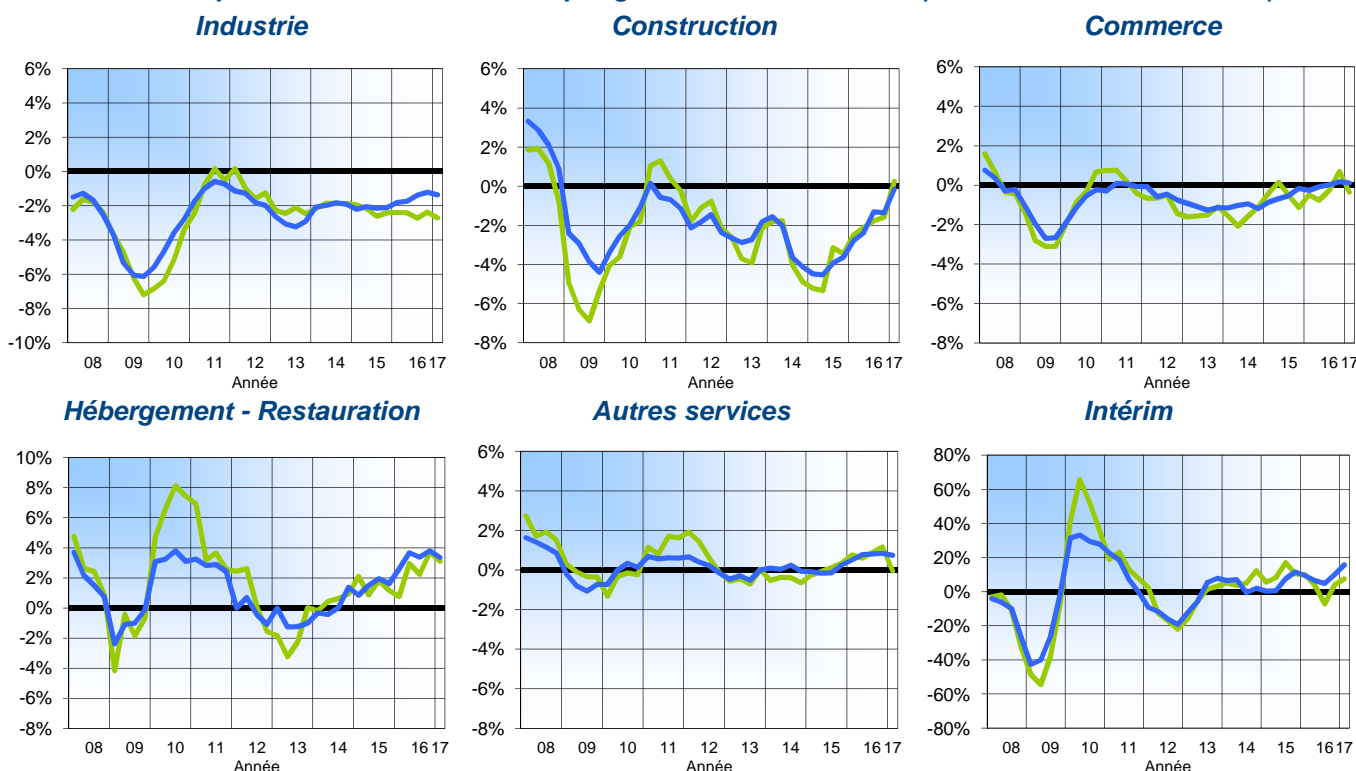 Industrie
Construction
Commerce
6%
4%
2%
0%
-2%
-4%
-6%
-8%
-10%
08 09 10 11 12 13 14 15 16 17
Année
6%
4%
2%
0%
-2%
-4%
-6%
-8%
08 09 10 11 12 13 14 15 16 17
Année
6%
4%
2%
0%
-2%
-4%
-6%
-8%
08 09 10 11 12 13 14 15 16 17
Année
Hébergement - Restauration
Autres services
Intérim
10%
8%
6%
4%
2%
0%
-2%
-4%
-6%
-8%
08 09 10 11 12 13 14 15 16 17
Année
6%
4%
2%
0%
-2%
-4%
-6%
-8%
08 09 10 11 12 13 14 15 16 17
Année
80%
60%
40%
20%
0%
-20%
-40%
-60%
-80%
08 09 10 11 12 13 14 15 16 17
Année